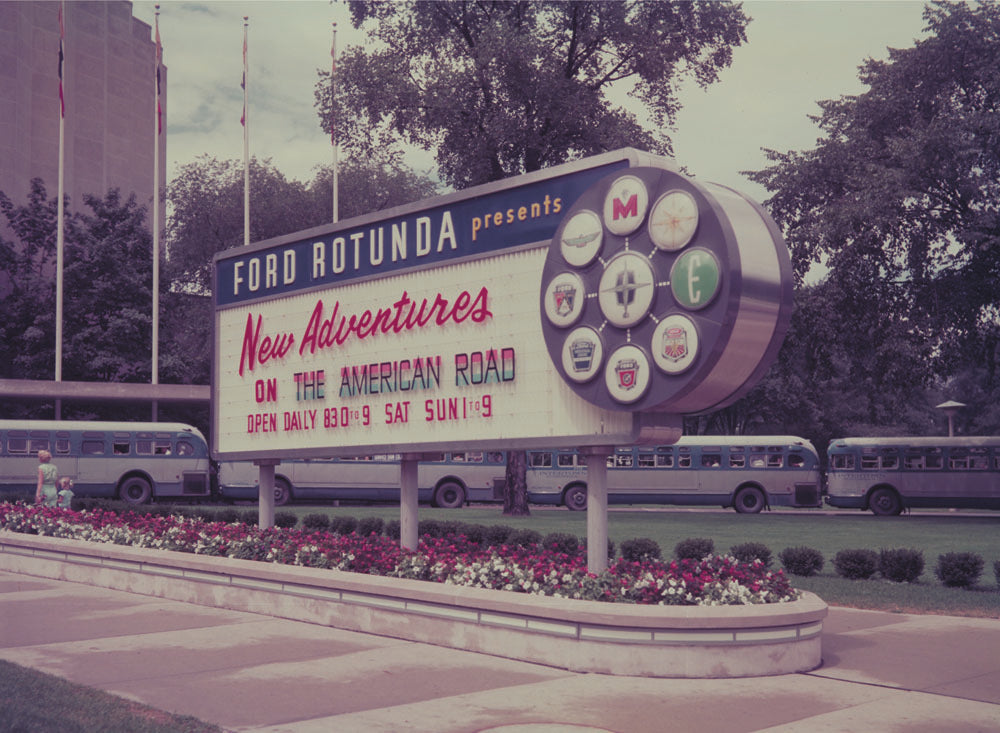 FORD ROTUNDA presents
New Adventures
ON THE AMERICAN ROAD
OPEN DAILY 830 TO 9 SAT SUN 1 TO 9
M
E
FORD